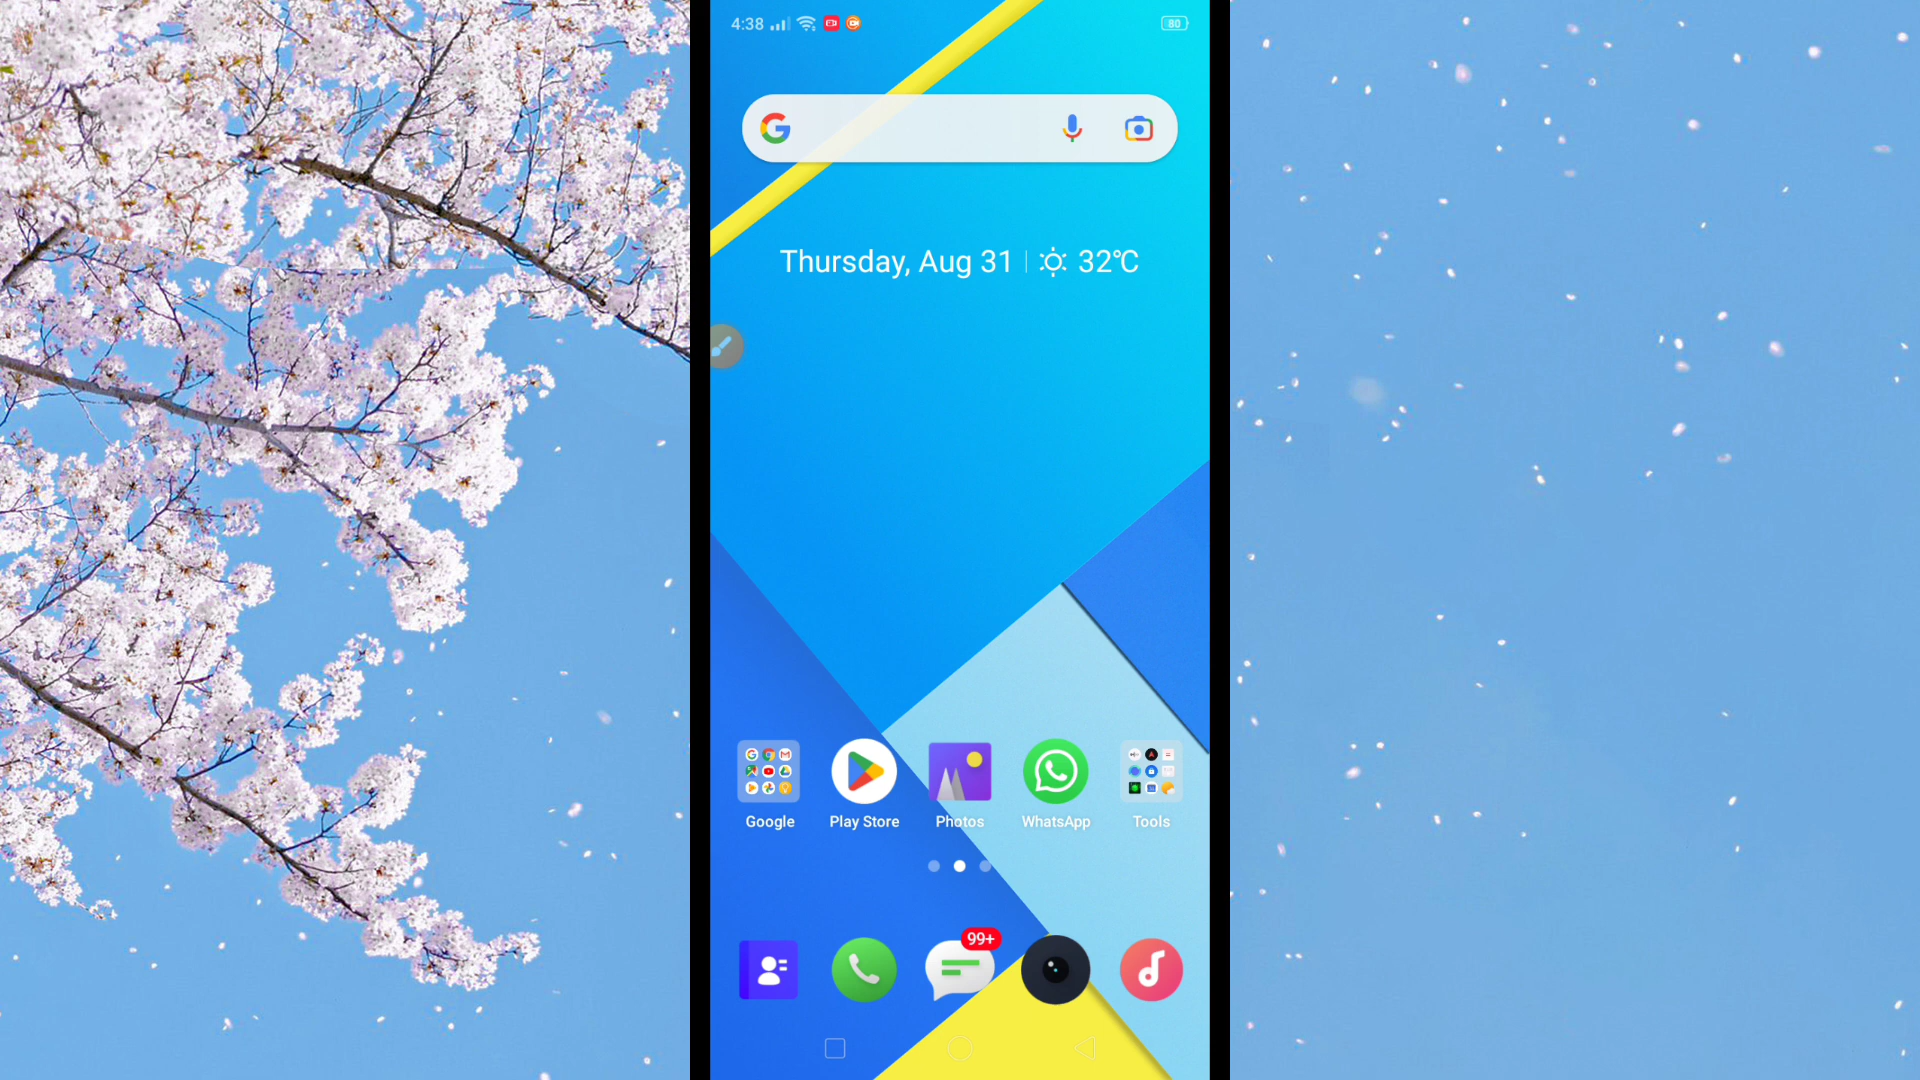 4:38
80
Thursday, Aug 31 | 32°C
Google
Play Store
Photos
WhatsApp
Tools
99+